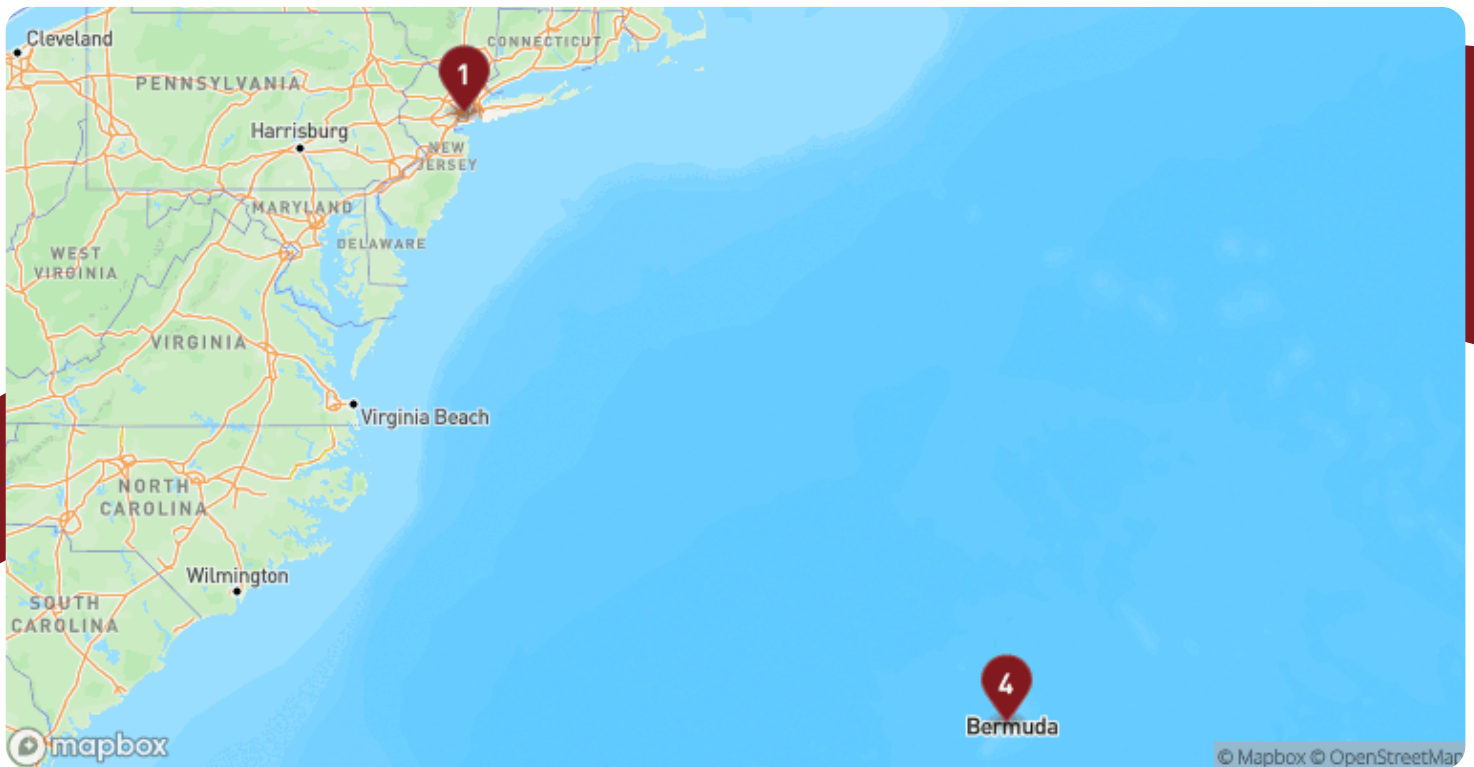 Cleveland
CONNECTICUT
1
PENNSYLVANIA
Harrisburg
NEW
JERSEY
MARYLAND
DELAWARE
WEST
VIRGINIA
VIRGINIA
Virginia Beach
NORTH
CAROLINA
Wilmington
SOUTH
CAROLINA
4
Bermuda
mapbox
© Mapbox © OpenStreetMap